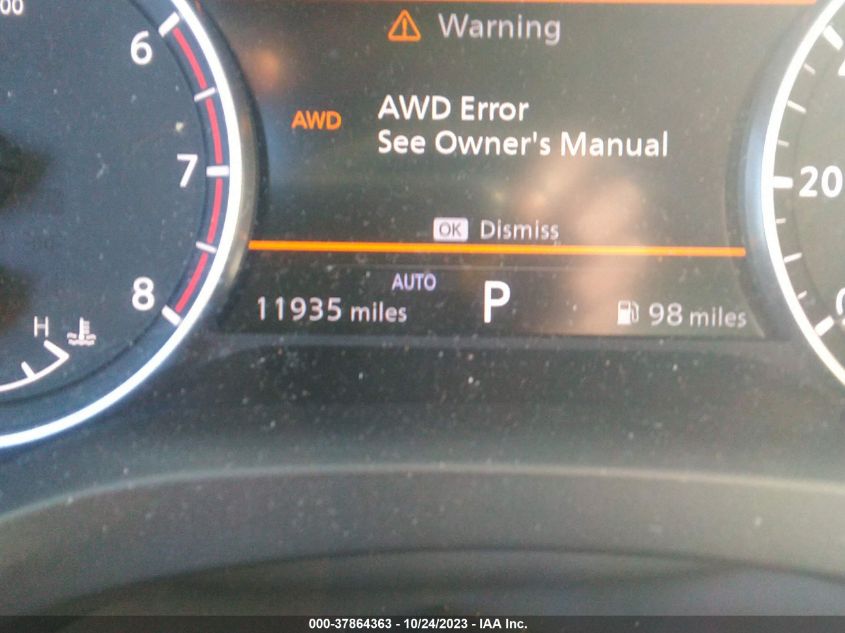 00
Warning
6
AWD Error
AWD
See Owner's Manual
7
20
OK Dismiss
AUTO
8
P
11935 miles
98 miles
H
000-37864363 - 10/24/2023 - IAA Inc.